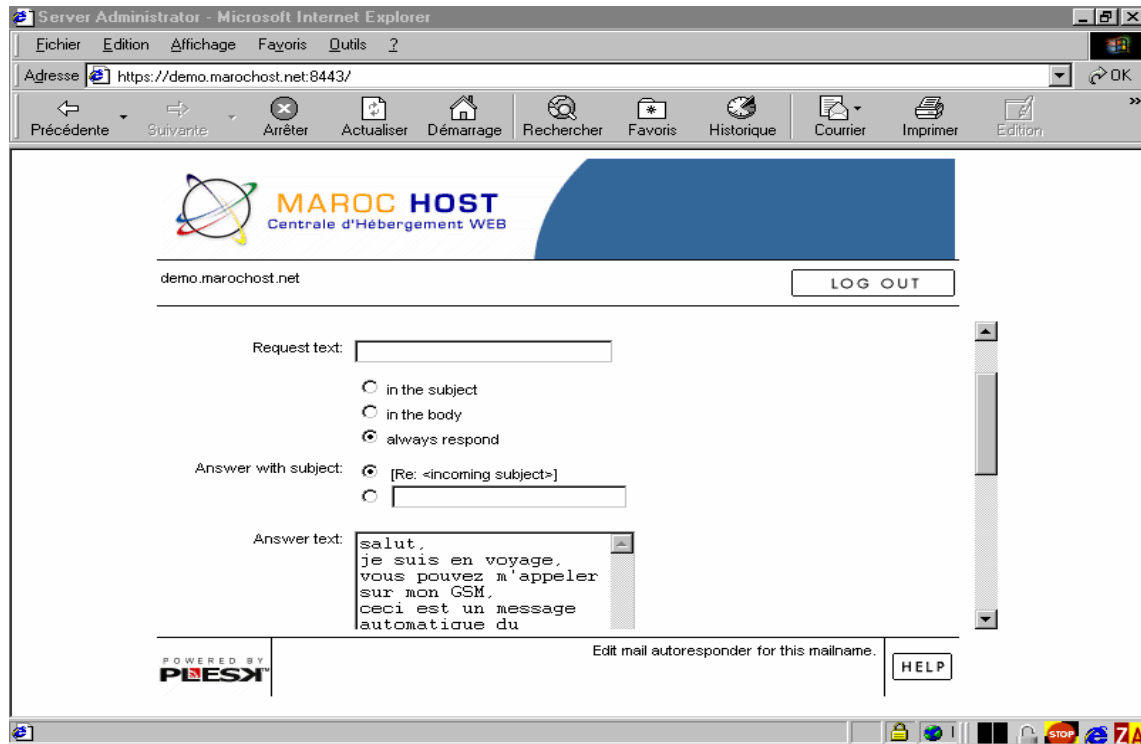 Server Administrator - Microsoft Internet Explorer
Fichier Edition Affichage Favoris Outils ?
Adresse https://demo.marochost.net:8443/ OK
Précédente Suivante Arrêter Actualiser Démarrage Rechercher Favoris Historique Courrier Imprimer Edition »
MAROC HOST
Centrale d'Hébergement WEB
demo.marochost.net LOG OUT
Request text:
in the subject
in the body
always respond
Answer with subject: [Re: <incoming subject>]
Answer text:
salut,
je suis en voyage,
vous pouvez m'appeler
sur mon GSM,
ceci est un message
automatique du
Edit mail autoresponder for this mailname.
POWERED BY
PLESK™
HELP
STOP
ZA